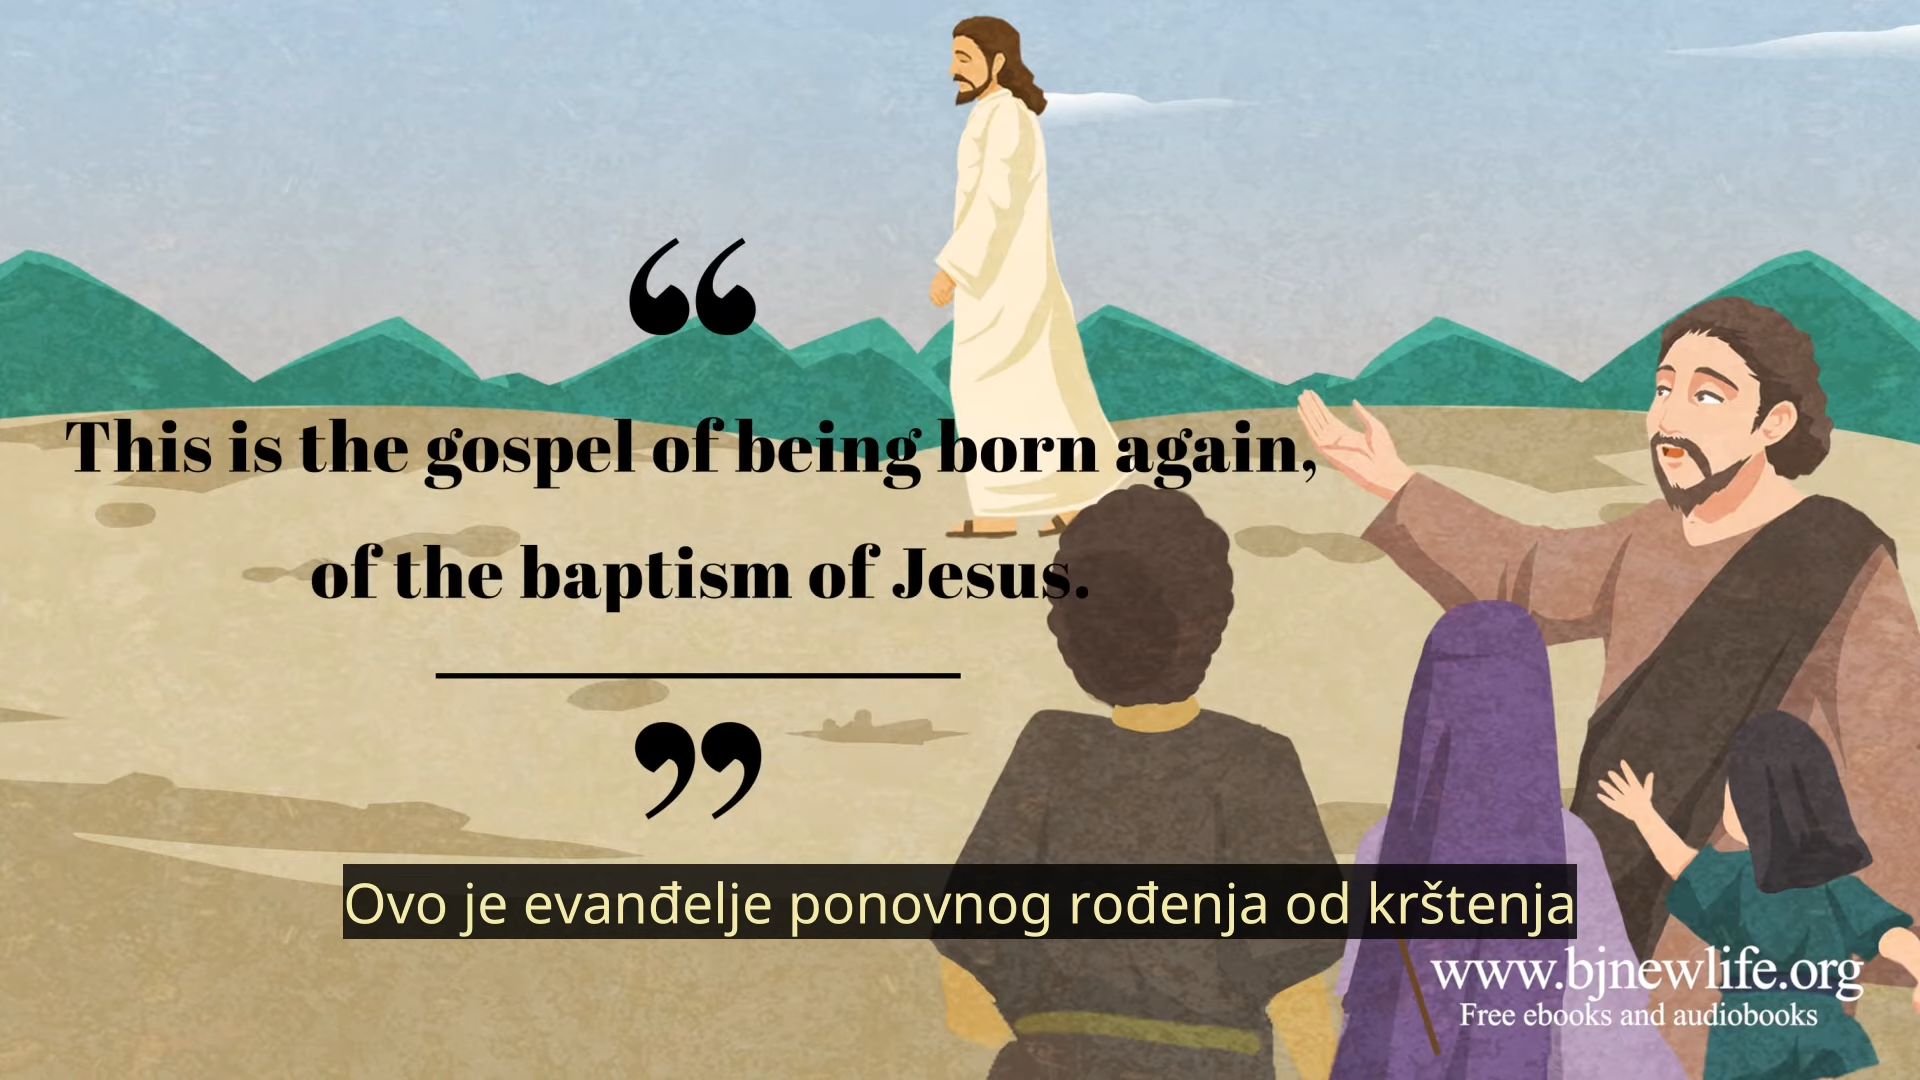 “
This is the gospel of being born again,
of the baptism of Jesus.
”
Ovo je evanđelje ponovnog rođenja od krštenja
www.bjnewlife.org
Free ebooks and audiobooks